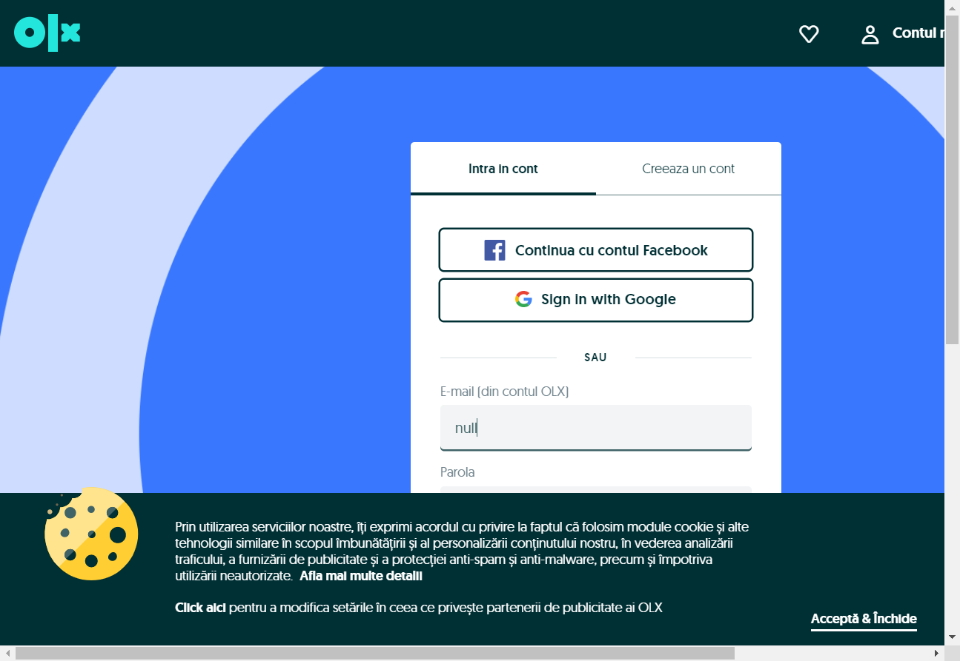 olx
Contul
Intra in cont
Creeaza un cont
Continua cu contul Facebook
Sign in with Google
SAU
E-mail (din contul OLX)
null
Parola
Prin utilizarea serviciilor noastre, îți exprimi acordul cu privire la faptul că folosim module cookie și alte
tehnologii similare în scopul îmbunătățirii și al personalizării conținutului nostru, în vederea analizării
traficului, a furnizării de publicitate și a protecției anti-spam și anti-malware, precum și împotriva
utilizării neautorizate. Afla mai multe detalii
Click aici pentru a modifica setările în ceea ce privește partenerii de publicitate ai OLX
Acceptă & Închide